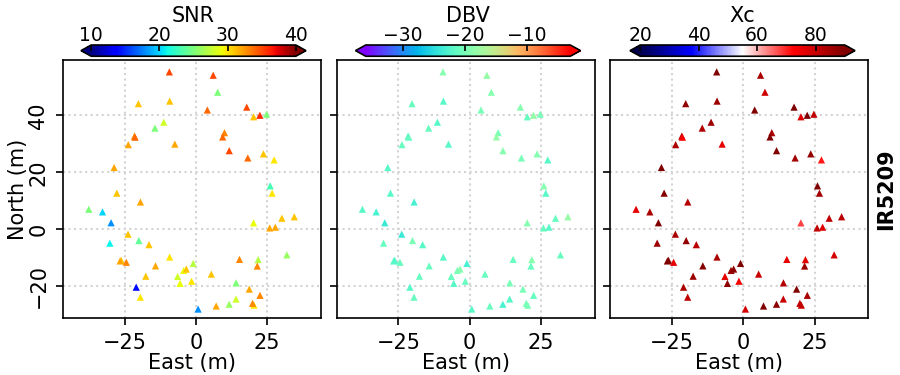 SNR DBV Xc
10 20 30 40 −30 −20 −10 20 40 60 80
North (m)
40
20
0
−20
IR5209
−25 0 25 −25 0 25 −25 0 25
East (m) East (m) East (m)